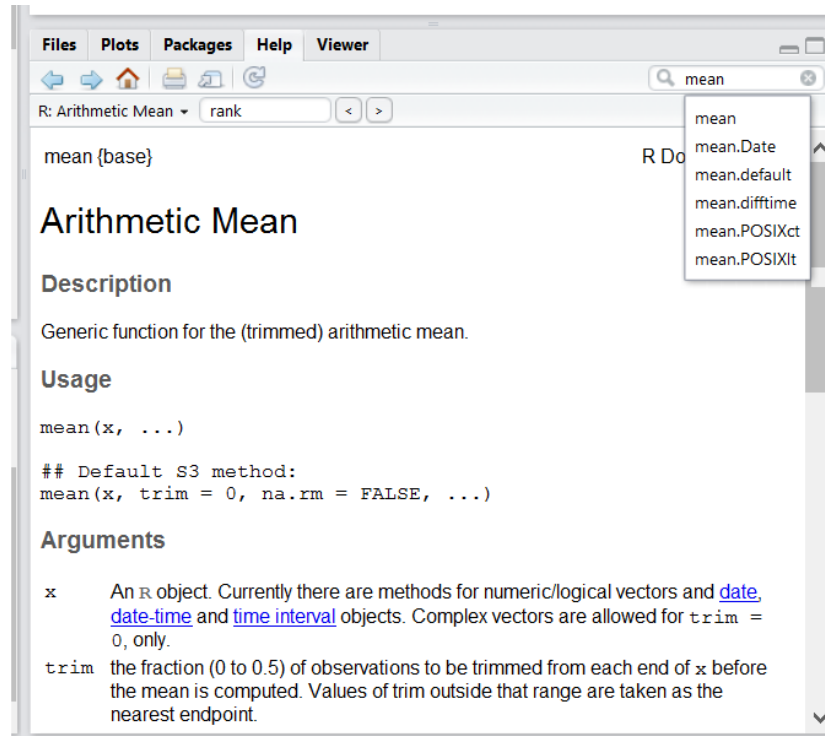 Files Plots Packages Help Viewer
mean
R: Arithmetic Mean rank < >
mean
mean.Date
mean.default
mean.difftime
mean.POSIXct
mean.POSIXlt
mean {base} R Do
Arithmetic Mean
Description
Generic function for the (trimmed) arithmetic mean.
Usage
mean(x, ...)
## Default S3 method:
mean(x, trim = 0, na.rm = FALSE, ...)
Arguments
x An R object. Currently there are methods for numeric/logical vectors and date,
date-time and time interval objects. Complex vectors are allowed for trim =
0, only.
trim the fraction (0 to 0.5) of observations to be trimmed from each end of x before
the mean is computed. Values of trim outside that range are taken as the
nearest endpoint.